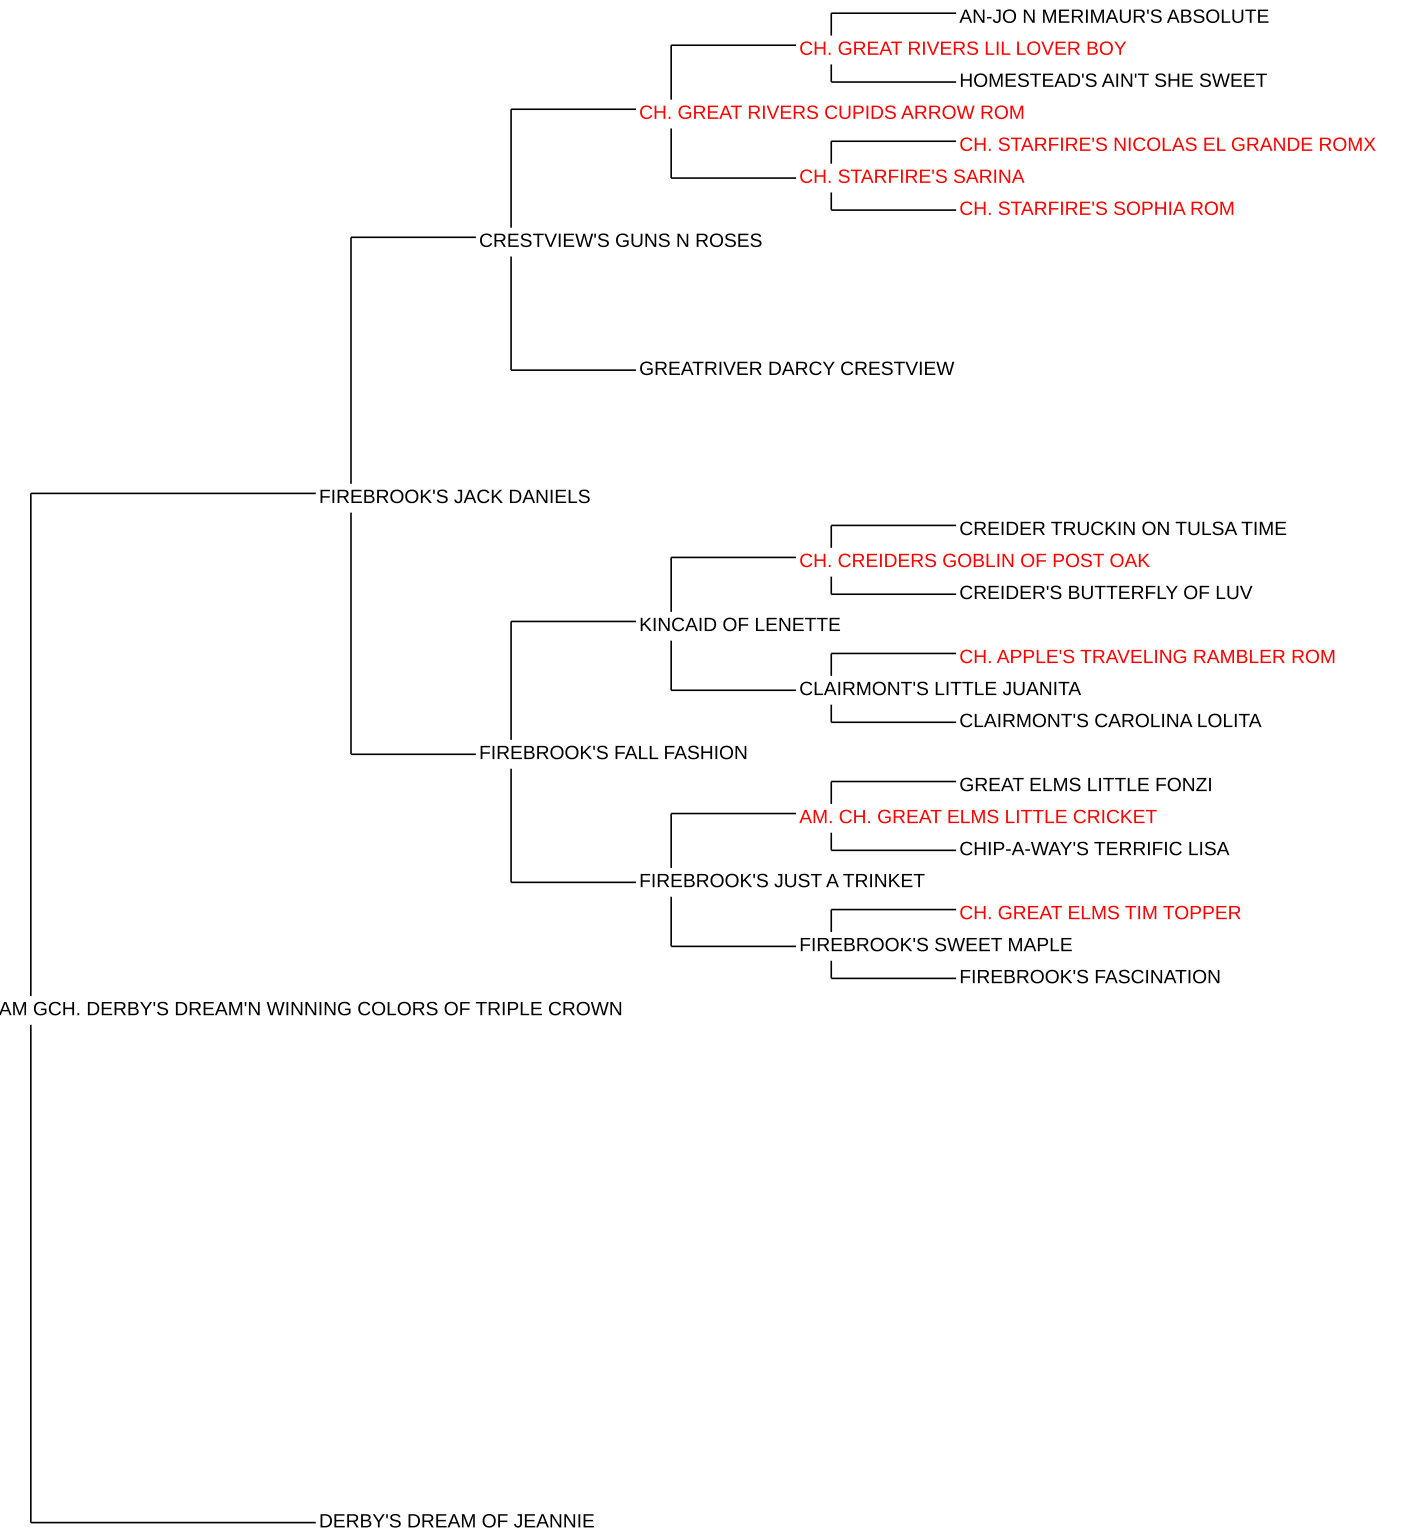 AN-JO N MERIMAUR'S ABSOLUTE
CH. GREAT RIVERS LIL LOVER BOY
HOMESTEAD'S AIN'T SHE SWEET
CH. GREAT RIVERS CUPIDS ARROW ROM
CH. STARFIRE'S NICOLAS EL GRANDE ROMX
CH. STARFIRE'S SARINA
CH. STARFIRE'S SOPHIA ROM
CRESTVIEW'S GUNS N ROSES
GREATRIVER DARCY CRESTVIEW
FIREBROOK'S JACK DANIELS
CREIDER TRUCKIN ON TULSA TIME
CH. CREIDERS GOBLIN OF POST OAK
CREIDER'S BUTTERFLY OF LUV
KINCAID OF LENETTE
CH. APPLE'S TRAVELING RAMBLER ROM
CLAIRMONT'S LITTLE JUANITA
CLAIRMONT'S CAROLINA LOLITA
FIREBROOK'S FALL FASHION
GREAT ELMS LITTLE FONZI
AM. CH. GREAT ELMS LITTLE CRICKET
CHIP-A-WAY'S TERRIFIC LISA
FIREBROOK'S JUST A TRINKET
CH. GREAT ELMS TIM TOPPER
FIREBROOK'S SWEET MAPLE
FIREBROOK'S FASCINATION
AM GCH. DERBY'S DREAM'N WINNING COLORS OF TRIPLE CROWN
DERBY'S DREAM OF JEANNIE